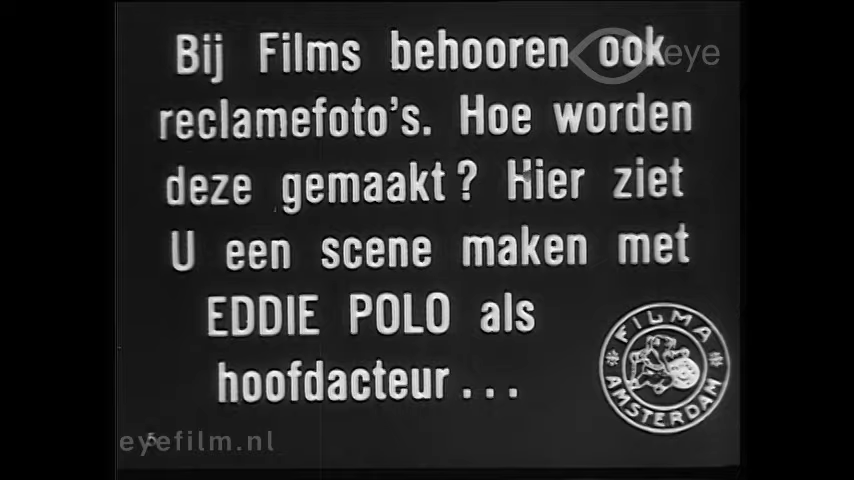 Bij Films behooren ook
eye
reclamefoto's. Hoe worden
deze gemaakt? Hier ziet
U een scene maken met
EDDIE POLO als
hoofdacteur...
FILMA
AMSTERDAM
5
eyefilm.nl